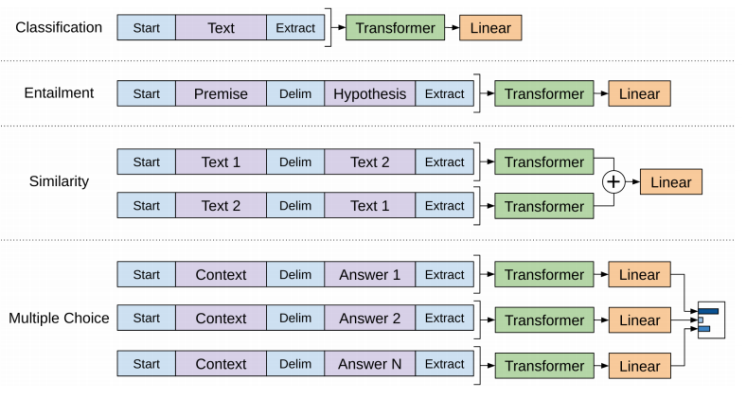 Classification Start Text Extract Transformer Linear
Entailment Start Premise Delim Hypothesis Extract Transformer Linear
Similarity
Start Text 1 Delim Text 2 Extract Transformer
+ Linear
Start Text 2 Delim Text 1 Extract Transformer
Multiple Choice
Start Context Delim Answer 1 Extract Transformer Linear
Start Context Delim Answer 2 Extract Transformer Linear
Start Context Delim Answer N Extract Transformer Linear